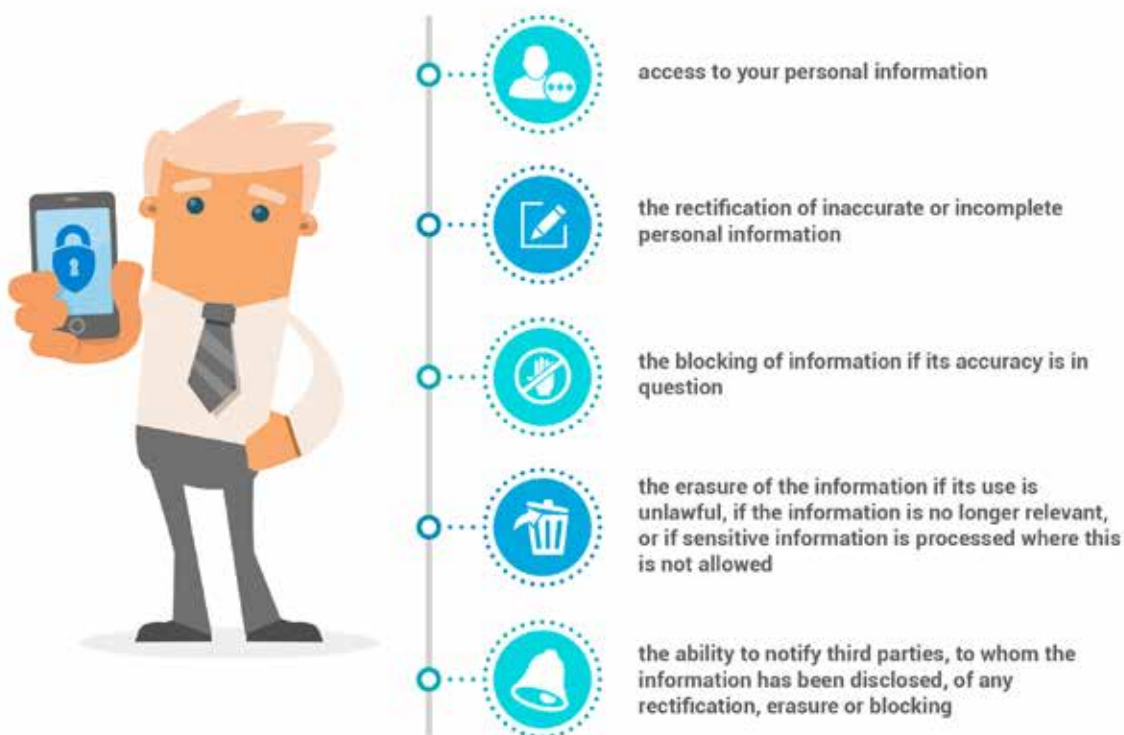 access to your personal information
the rectification of inaccurate or incomplete
personal information
the blocking of information if its accuracy is in
question
the erasure of the information if its use is
unlawful, if the information is no longer relevant,
or if sensitive information is processed where this
is not allowed
the ability to notify third parties, to whom the
information has been disclosed, of any
rectification, erasure or blocking